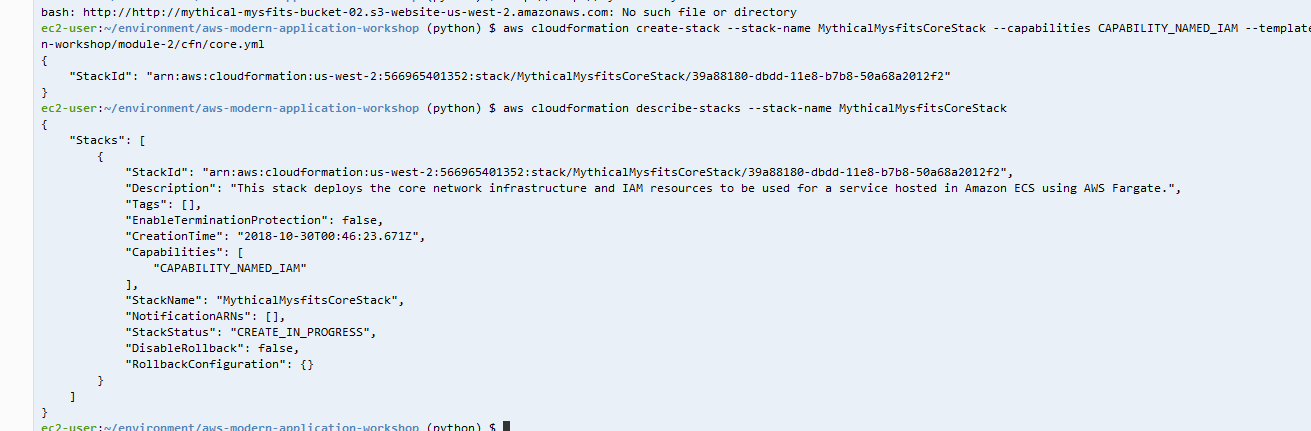 bash: http://http://mythical-mysfits-bucket-02.s3-website-us-west-2.amazonaws.com: No such file or directory
ec2-user:~/environment/aws-modern-application-workshop (python) $ aws cloudformation create-stack --stack-name MythicalMysfitsCoreStack --capabilities CAPABILITY_NAMED_IAM --template
n-workshop/module-2/cfn/core.yml
{
    "StackId": "arn:aws:cloudformation:us-west-2:566965401352:stack/MythicalMysfitsCoreStack/39a88180-dbdd-11e8-b7b8-50a68a2012f2"
}
ec2-user:~/environment/aws-modern-application-workshop (python) $ aws cloudformation describe-stacks --stack-name MythicalMysfitsCoreStack
{
    "Stacks": [
        {
            "StackId": "arn:aws:cloudformation:us-west-2:566965401352:stack/MythicalMysfitsCoreStack/39a88180-dbdd-11e8-b7b8-50a68a2012f2",
            "Description": "This stack deploys the core network infrastructure and IAM resources to be used for a service hosted in Amazon ECS using AWS Fargate.",
            "Tags": [],
            "EnableTerminationProtection": false,
            "CreationTime": "2018-10-30T00:46:23.671Z",
            "Capabilities": [
                "CAPABILITY_NAMED_IAM"
            ],
            "StackName": "MythicalMysfitsCoreStack",
            "NotificationARNs": [],
            "StackStatus": "CREATE_IN_PROGRESS",
            "DisableRollback": false,
            "RollbackConfiguration": {}
        }
    ]
}
ec2-user:~/environment/aws-modern-application-workshop (python) $